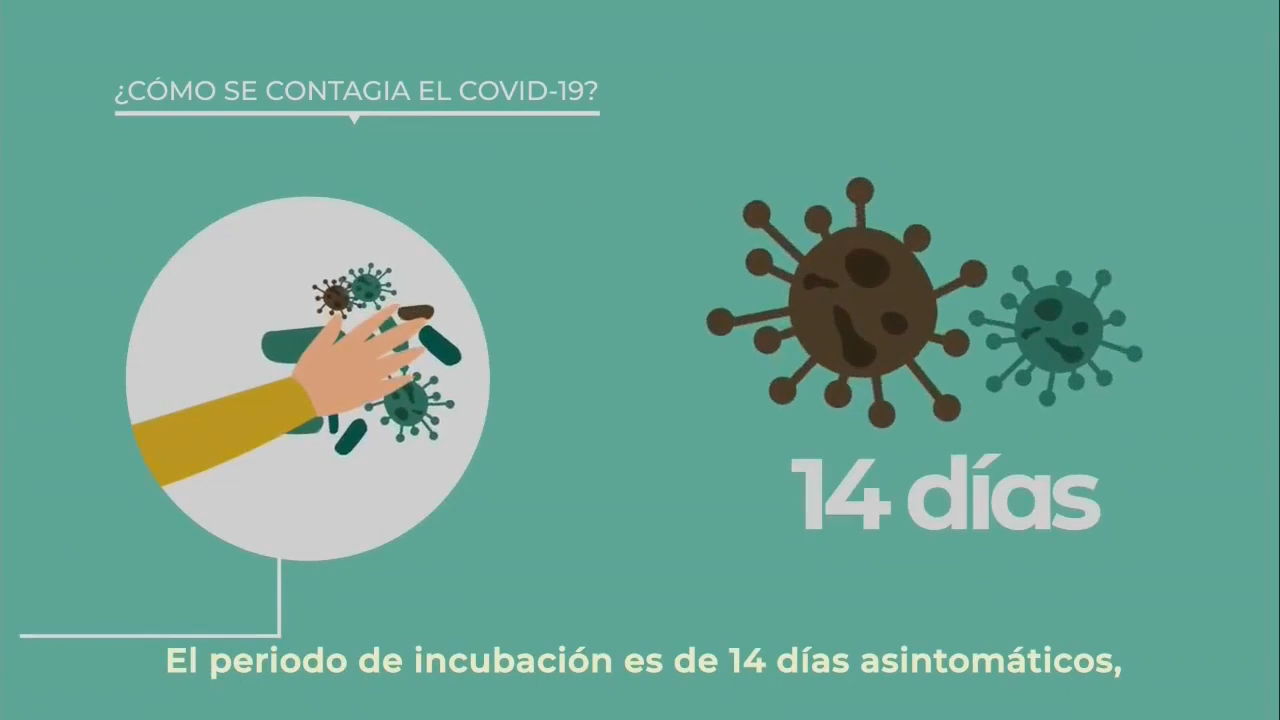 ¿CÓMO SE CONTAGIA EL COVID-19?
14 días
El periodo de incubación es de 14 días asintomáticos,